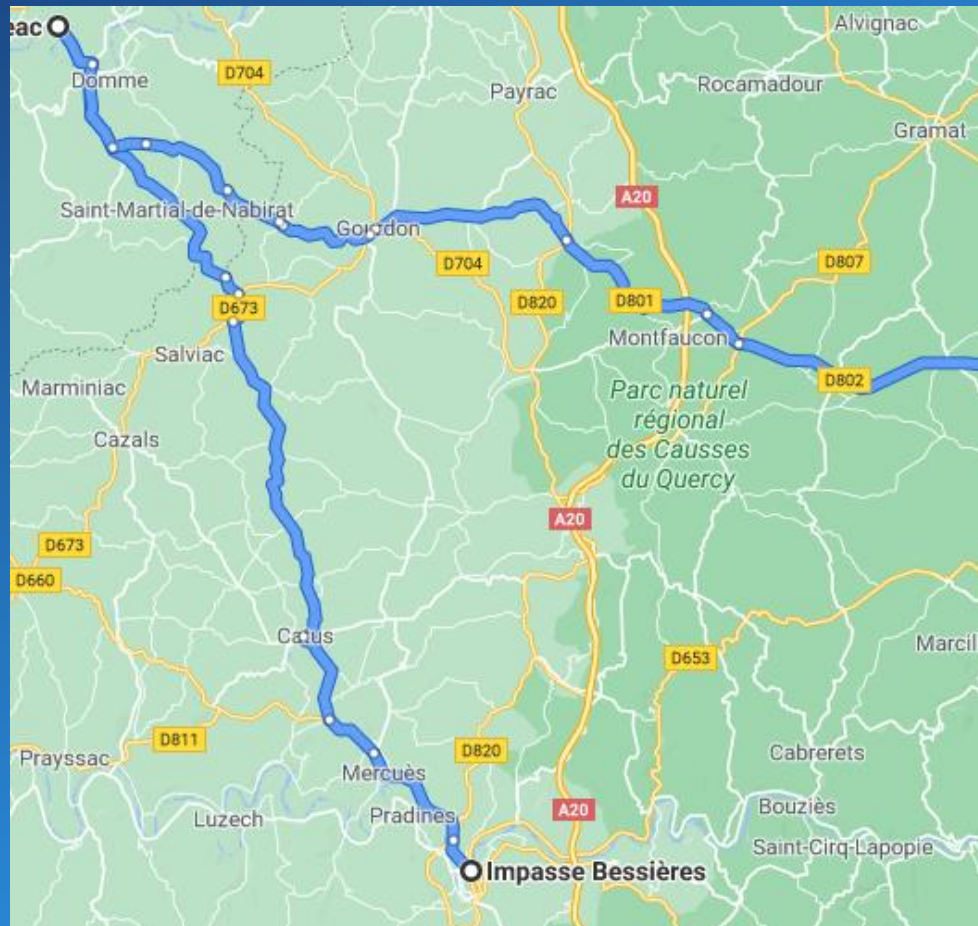 eac
Domme
D704
Payrac
Alvignac
Rocamadour
Gramat
A20
Saint-Martial-de-Nabirat
Gourdon
D704
D807
D673
D820
D801
Montfaucon
Salviac
D802
Marminiac
Parc naturel
régional
des Causses
du Quercy
Cazals
A20
D673
D660
Catus
D653
Marcil
D811
D820
Prayssac
Mercuès
Cabrerets
Luzech
Pradines
A20
Bouziès
Saint-Cirq-Lapopie
Impasse Bessières